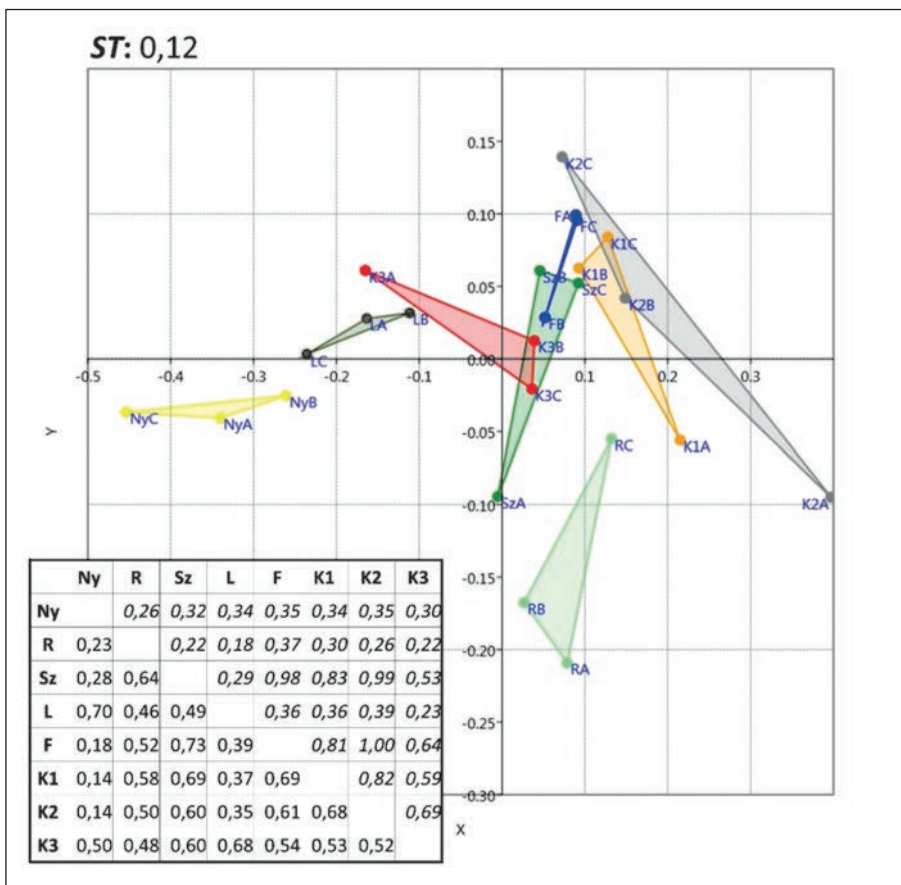 ST: 0,12
0.15
K2C
0.10
FA
FC
K1C
K3A
SzB
K1B
SzC
0.05
LA
LB
K2B
FB
K3B
LC
0.00
-0.5
-0.4
-0.3
-0.2
-0.1
0.1
0.2
0.3
K3C
NyB
NyC
NyA
Y
-0.05
RC
K1A
SzA
-0.10
K2A
-0.15
RB
-0.20
RA
-0.25
-0.30
X
Ny R Sz L F K1 K2 K3
Ny 0,26 0,32 0,34 0,35 0,34 0,35 0,30
R 0,23 0,22 0,18 0,37 0,30 0,26 0,22
Sz 0,28 0,64 0,29 0,98 0,83 0,99 0,53
L 0,70 0,46 0,49 0,36 0,36 0,39 0,23
F 0,18 0,52 0,73 0,39 0,81 1,00 0,64
K1 0,14 0,58 0,69 0,37 0,69 0,82 0,59
K2 0,14 0,50 0,60 0,35 0,61 0,68 0,69
K3 0,50 0,48 0,60 0,68 0,54 0,53 0,52